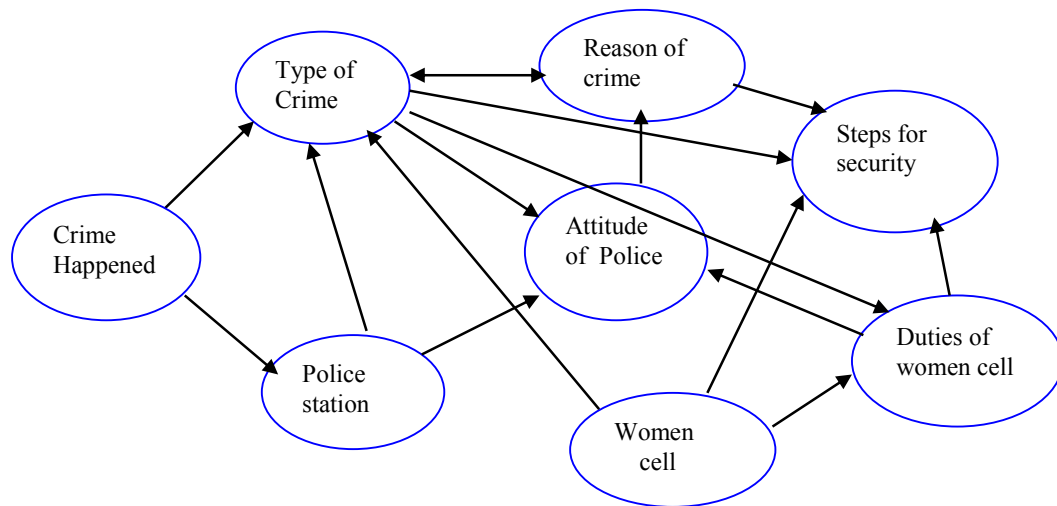 Reason of
crime
Type of
Crime
Steps for
security
Attitude
of Police
Crime
Happened
Duties of
women cell
Police
station
Women
cell